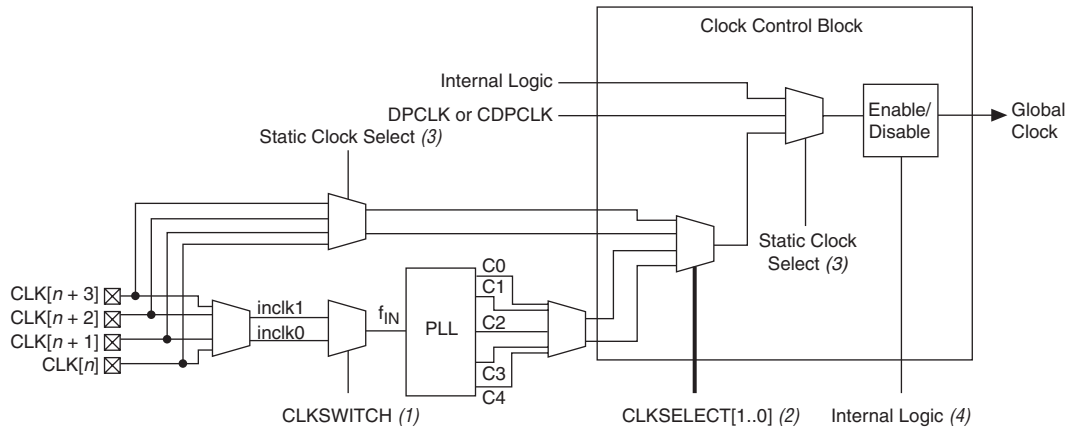 Clock Control Block
Internal Logic
DPCLK or CDPCLK
Enable/
Disable
Global
Clock
Static Clock Select (3)
Static Clock
Select (3)
CLK[n + 3]
CLK[n + 2]
CLK[n + 1]
CLK[n]
inclk1
inclk0
fIN
PLL
C0
C1
C2
C3
C4
CLKSWITCH (1)
CLKSELECT[1..0] (2)
Internal Logic (4)